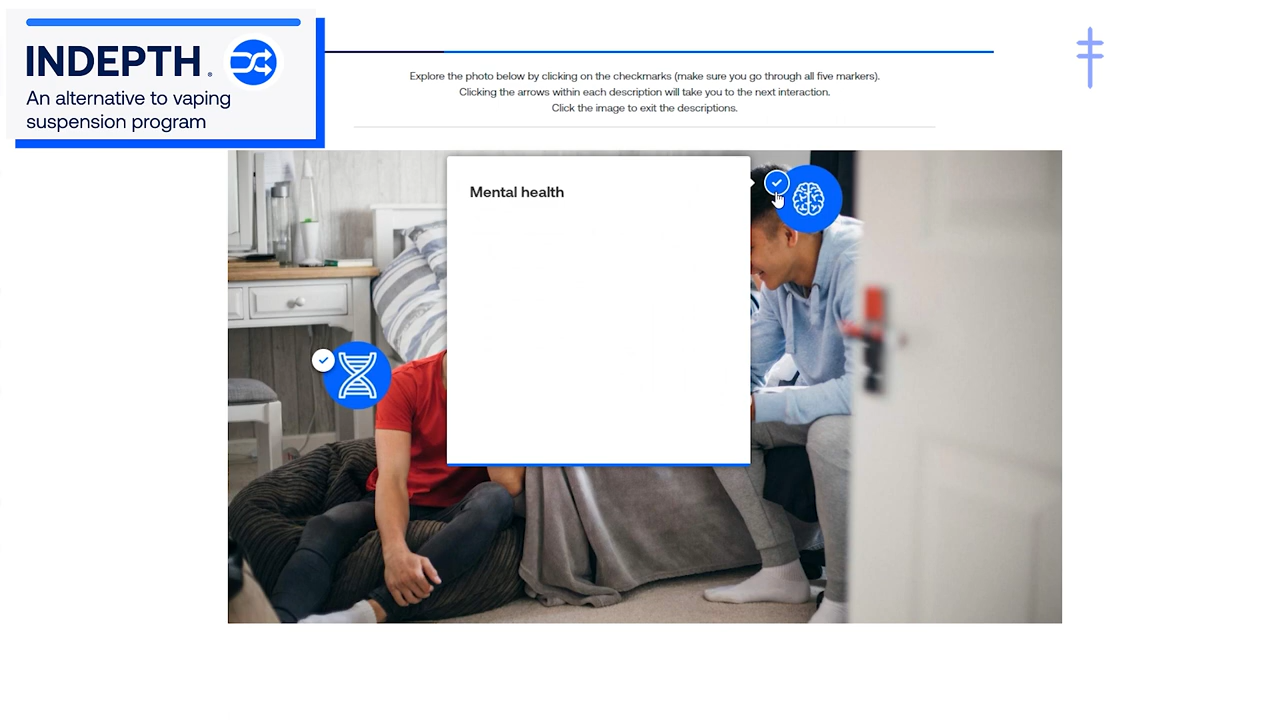 INDEPTH®
An alternative to vaping
suspension program
Explore the photo below by clicking on the checkmarks (make sure you go through all five markers).
Clicking the arrows within each description will take you to the next interaction.
Click the image to exit the descriptions.
Mental health